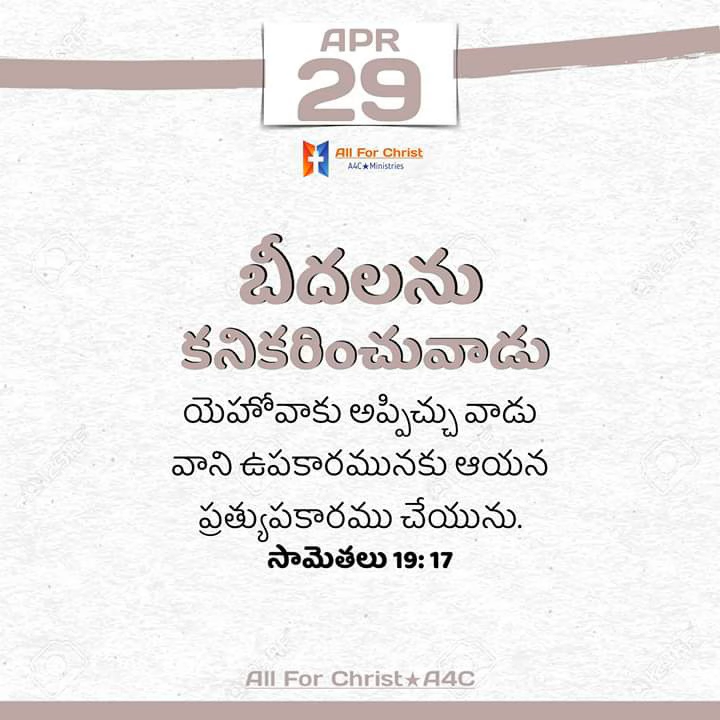 APR
29
All For Christ
A4C★Ministries
బీదలను
కనికరించువాడు
యెహోవాకు అప్పిచ్చు వాడు
వాని ఉపకారమునకు ఆయన
ప్రత్యుపకారము చేయును.
సామెతలు 19: 17
All For Christ★A4C